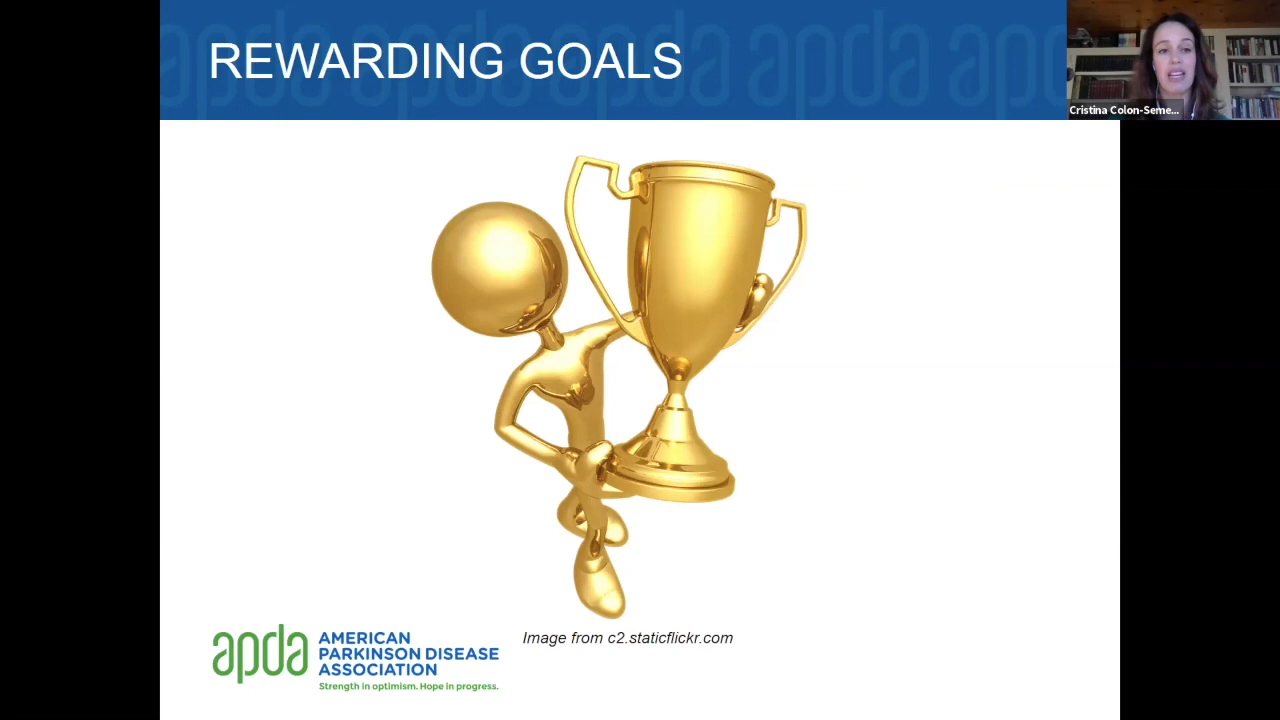 REWARDING GOALS
Cristina Colon-Seme...
Image from c2.staticflickr.com
apda
AMERICAN
PARKINSON DISEASE
ASSOCIATION
Strength in optimism. Hope in progress.